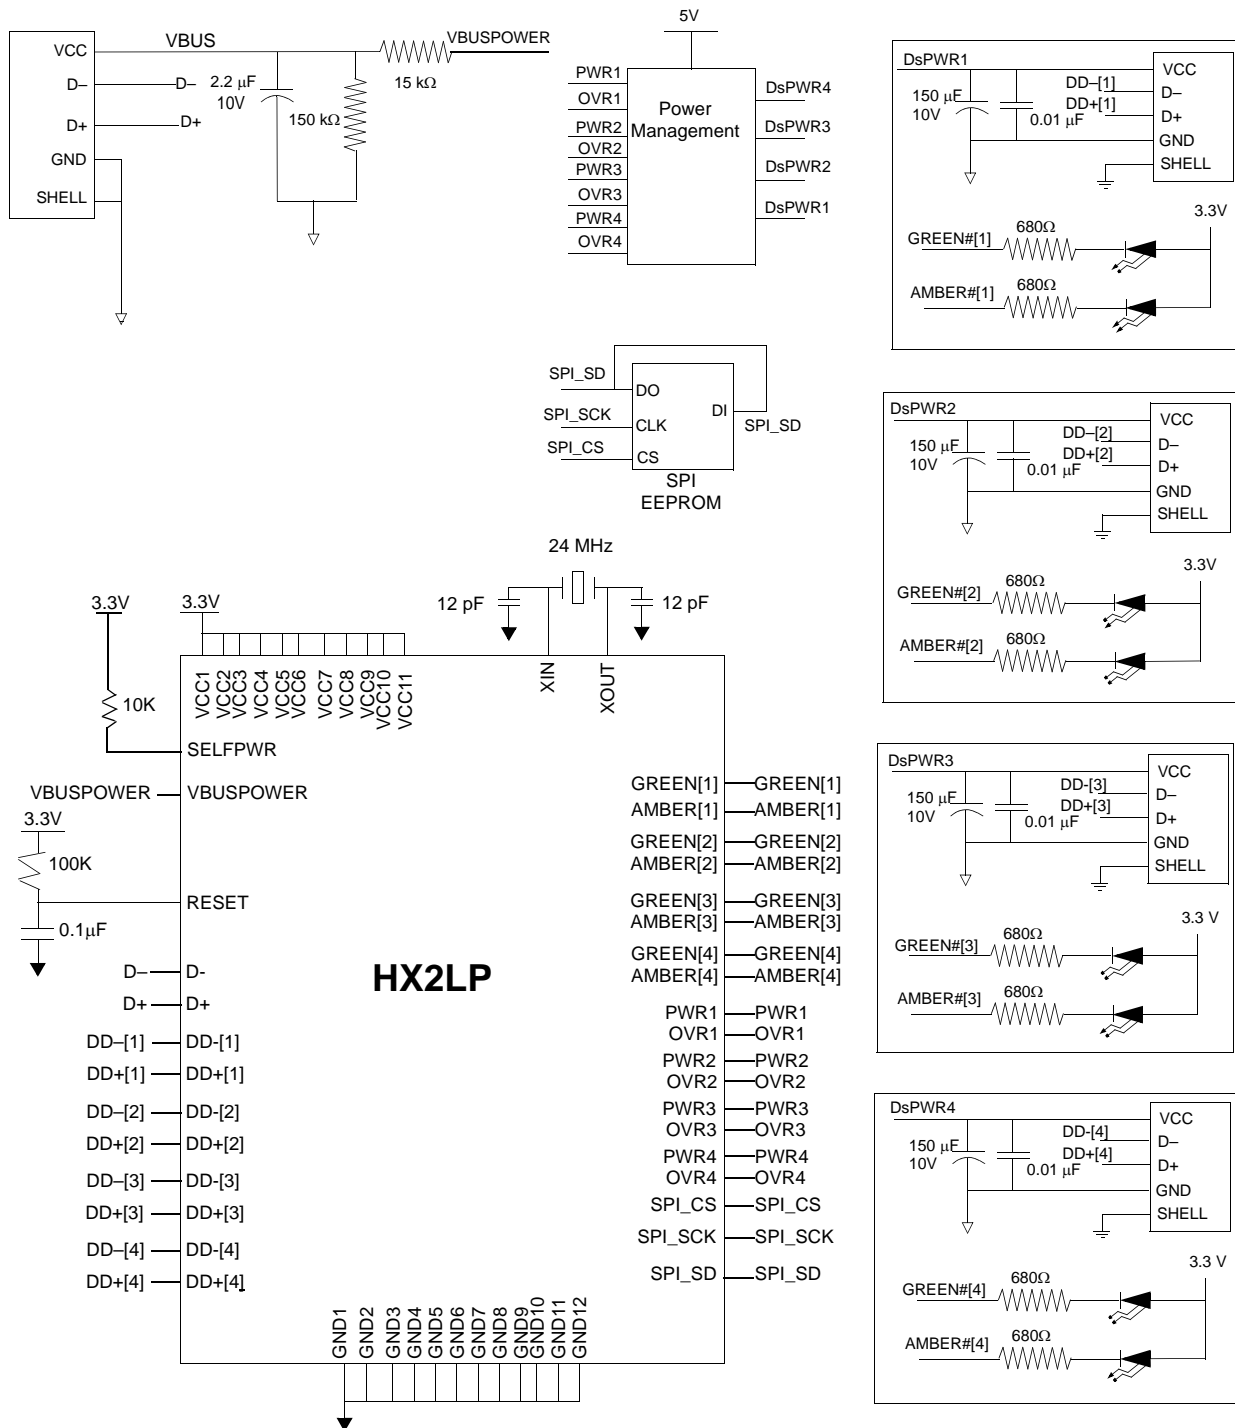 VCC
D–
D+
GND
SHELL
VBUS
D–
D+
2.2 µF
10V
150 kΩ
15 kΩ
VBUSPOWER
5V
PWR1
OVR1
PWR2
OVR2
PWR3
OVR3
PWR4
OVR4
Power
Management
DsPWR4
DsPWR3
DsPWR2
DsPWR1
SPI_SD
SPI_SCK
SPI_CS
DO
CLK
CS
DI
SPI_SD
SPI
EEPROM
24 MHz
12 pF
12 pF
3.3V
3.3V
10K
VCC1
VCC2
VCC3
VCC4
VCC5
VCC6
VCC7
VCC8
VCC9
VCC10
VCC11
XIN
XOUT
SELFPWR
VBUSPOWER
VBUSPOWER
3.3V
100K
RESET
0.1µF
HX2LP
D– D-
D+ D+
DD–[1] DD-[1]
DD+[1] DD+[1]
DD–[2] DD-[2]
DD+[2] DD+[2]
DD–[3] DD-[3]
DD+[3] DD+[3]
DD–[4] DD-[4]
DD+[4] DD+[4]
GREEN[1] GREEN[1]
AMBER[1] AMBER[1]
GREEN[2] GREEN[2]
AMBER[2] AMBER[2]
GREEN[3] GREEN[3]
AMBER[3] AMBER[3]
GREEN[4] GREEN[4]
AMBER[4] AMBER[4]
PWR1 PWR1
OVR1 OVR1
PWR2 PWR2
OVR2 OVR2
PWR3 PWR3
OVR3 OVR3
PWR4 PWR4
OVR4 OVR4
SPI_CS SPI_CS
SPI_SCK SPI_SCK
SPI_SD SPI_SD
GND1
GND2
GND3
GND4
GND5
GND6
GND7
GND8
GND9
GND10
GND11
GND12
DsPWR1
150 µF
10V
0.01 µF
DD–[1]
DD+[1]
VCC
D–
D+
GND
SHELL
3.3V
GREEN#[1]
680Ω
AMBER#[1]
680Ω
DsPWR2
150 µF
10V
0.01 µF
DD–[2]
DD+[2]
VCC
D–
D+
GND
SHELL
3.3V
GREEN#[2]
680Ω
AMBER#[2]
680Ω
DsPWR3
150 µF
10V
0.01 µF
DD-[3]
DD+[3]
VCC
D–
D+
GND
SHELL
3.3 V
GREEN#[3]
680Ω
AMBER#[3]
680Ω
DsPWR4
150 µF
10V
0.01 µF
DD-[4]
DD+[4]
VCC
D–
D+
GND
SHELL
3.3 V
GREEN#[4]
680Ω
AMBER#[4]
680Ω